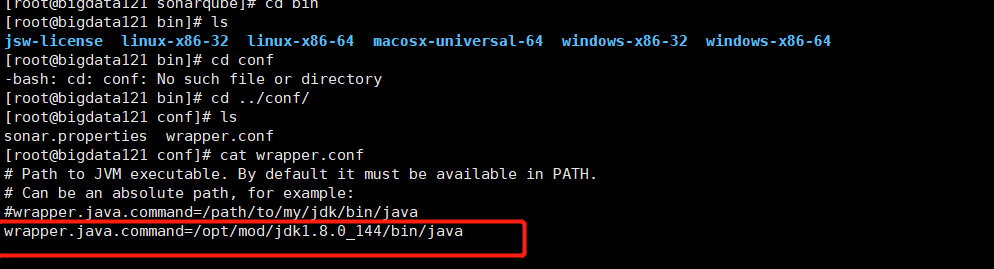 [root@bigdata121 sonarqube]# cd bin
[root@bigdata121 bin]# ls
jsw-license  linux-x86-32  linux-x86-64  macosx-universal-64  windows-x86-32  windows-x86-64
[root@bigdata121 bin]# cd conf
-bash: cd: conf: No such file or directory
[root@bigdata121 bin]# cd ../conf/
[root@bigdata121 conf]# ls
sonar.properties  wrapper.conf
[root@bigdata121 conf]# cat wrapper.conf
# Path to JVM executable. By default it must be available in PATH.
# Can be an absolute path, for example:
#wrapper.java.command=/path/to/my/jdk/bin/java
wrapper.java.command=/opt/mod/jdk1.8.0_144/bin/java